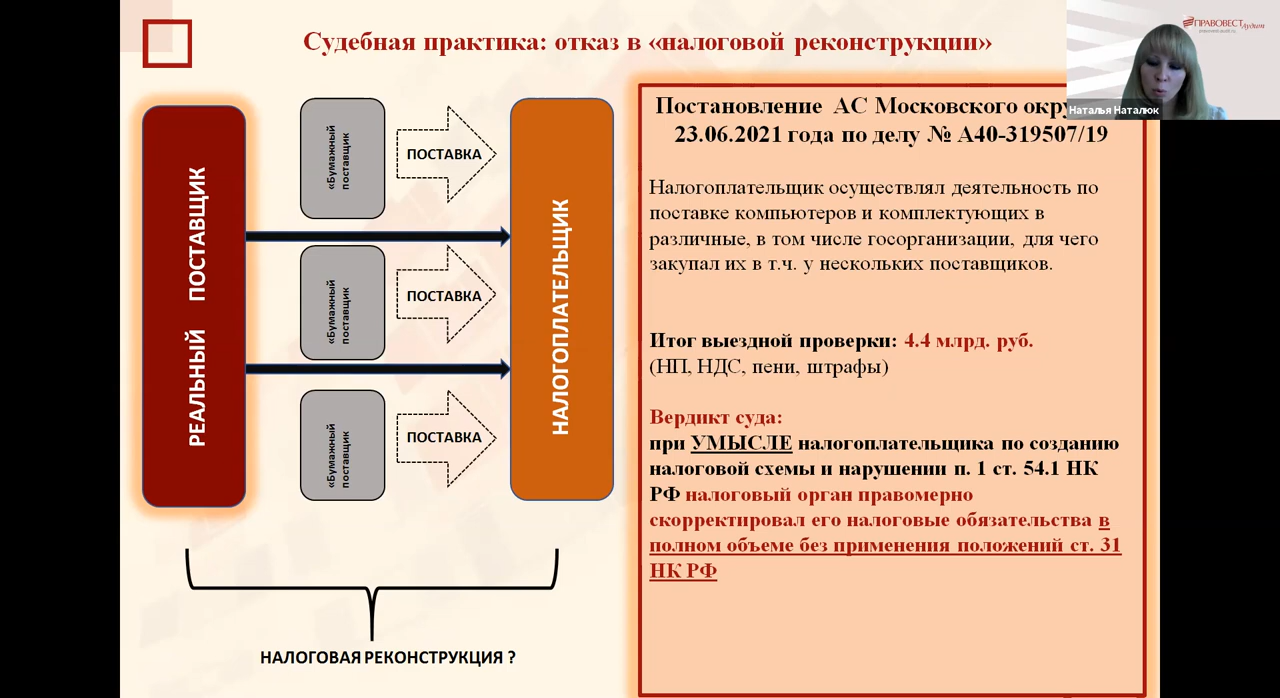 Судебная практика: отказ в «налоговой реконструкции»
ПРАВОВЕСТ Аудит
Наталья Наталюк
РЕАЛЬНЫЙ ПОСТАВЩИК
«Бумажный
поставщик
ПОСТАВКА
«Бумажный
поставщик
ПОСТАВКА
«Бумажный
поставщик
ПОСТАВКА
НАЛОГОПЛАТЕЛЬЩИК
НАЛОГОВАЯ РЕКОНСТРУКЦИЯ ?
Постановление АС Московского
23.06.2021 года по делу № А40-319507/19
Налогоплательщик осуществлял деятельность по
поставке компьютеров и комплектующих в
различные, в том числе госорганизации, для чего
закупал их в т.ч. у нескольких поставщиков.
Итог выездной проверки: 4.4 млрд. руб.
(НП, НДС, пени, штрафы)
Вердикт суда:
при УМЫСЛЕ налогоплательщика по созданию
налоговой схемы и нарушении п. 1 ст. 54.1 НК
РФ налоговый орган правомерно
скорректировал его налоговые обязательства в
полном объеме без применения положений ст. 31
НК РФ